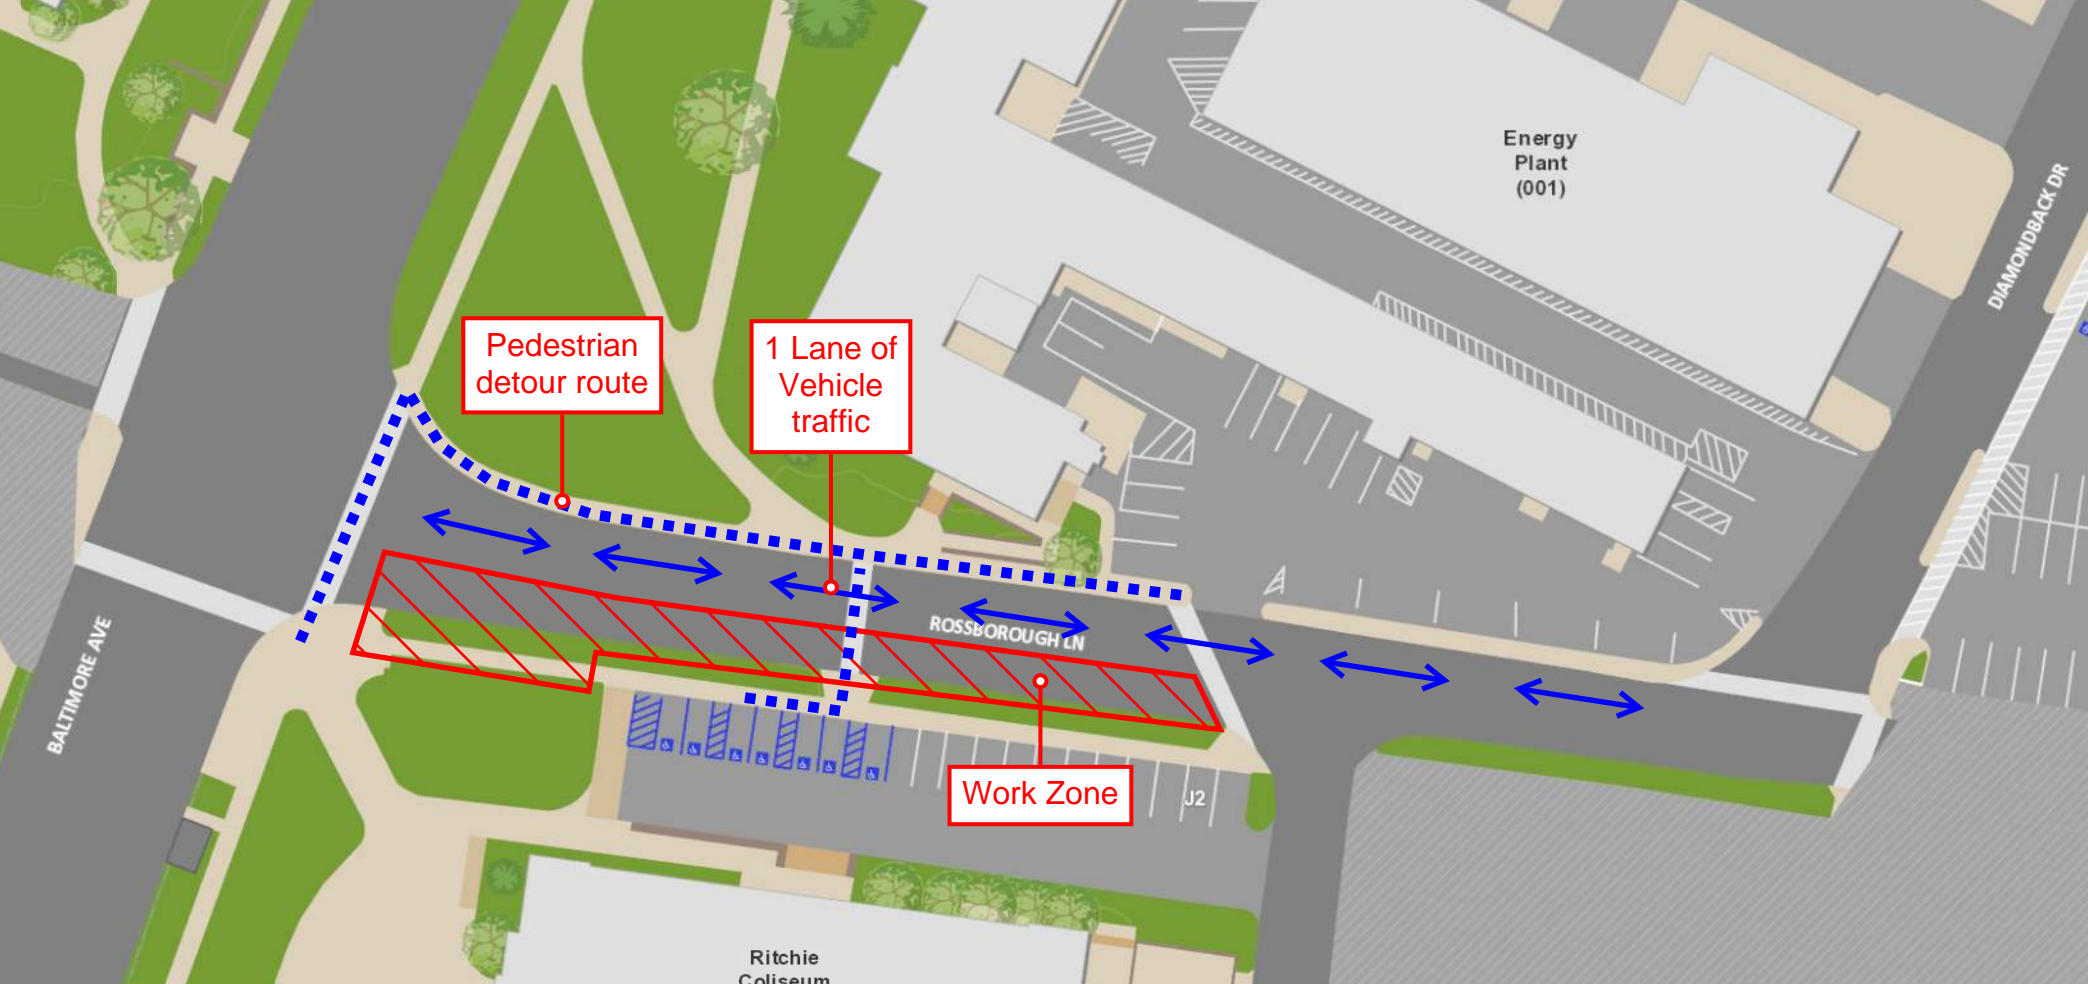 Energy
Plant
(001)
DIAMONDBACK DR
Pedestrian
detour route
1 Lane of
Vehicle
traffic
ROSSBOROUGH LN
BALTIMORE AVE
Work Zone
J2
Ritchie
Coliseum